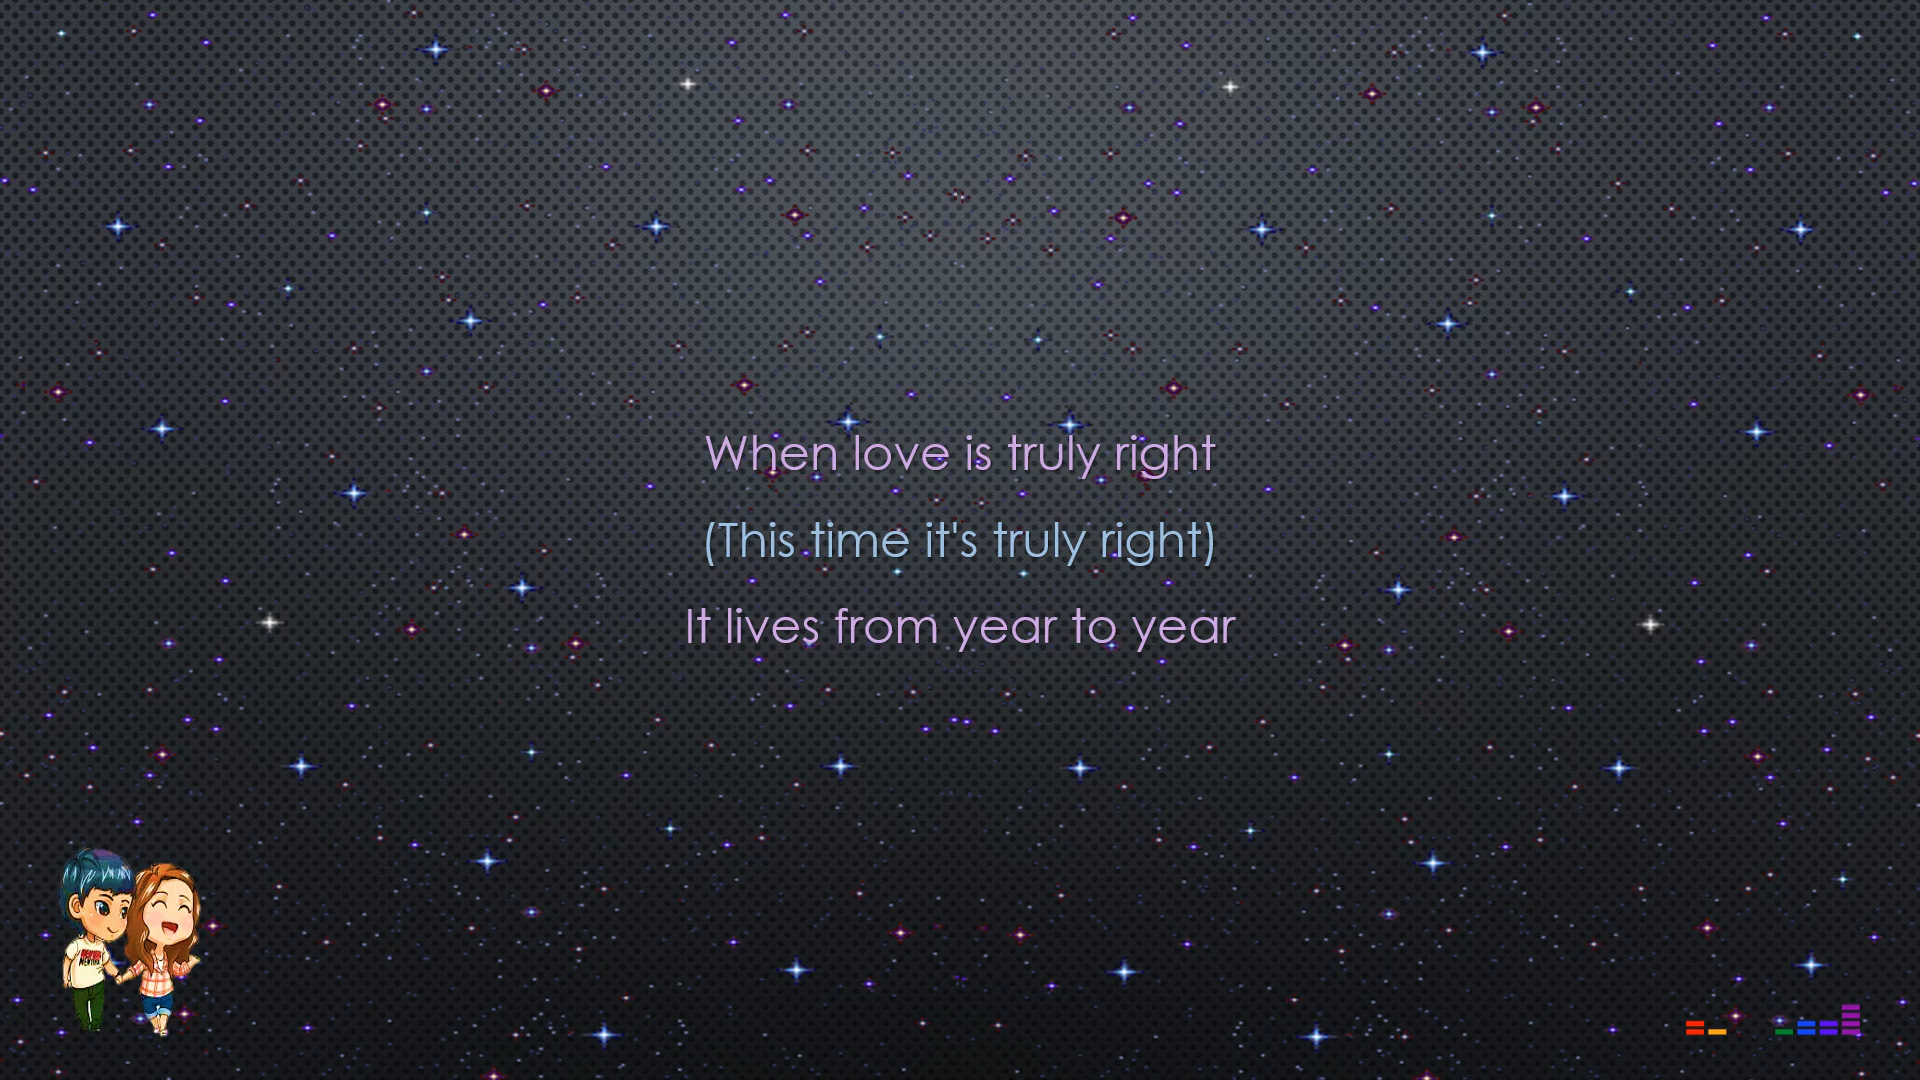 When love is truly right
(This time it's truly right)
It lives from year to year